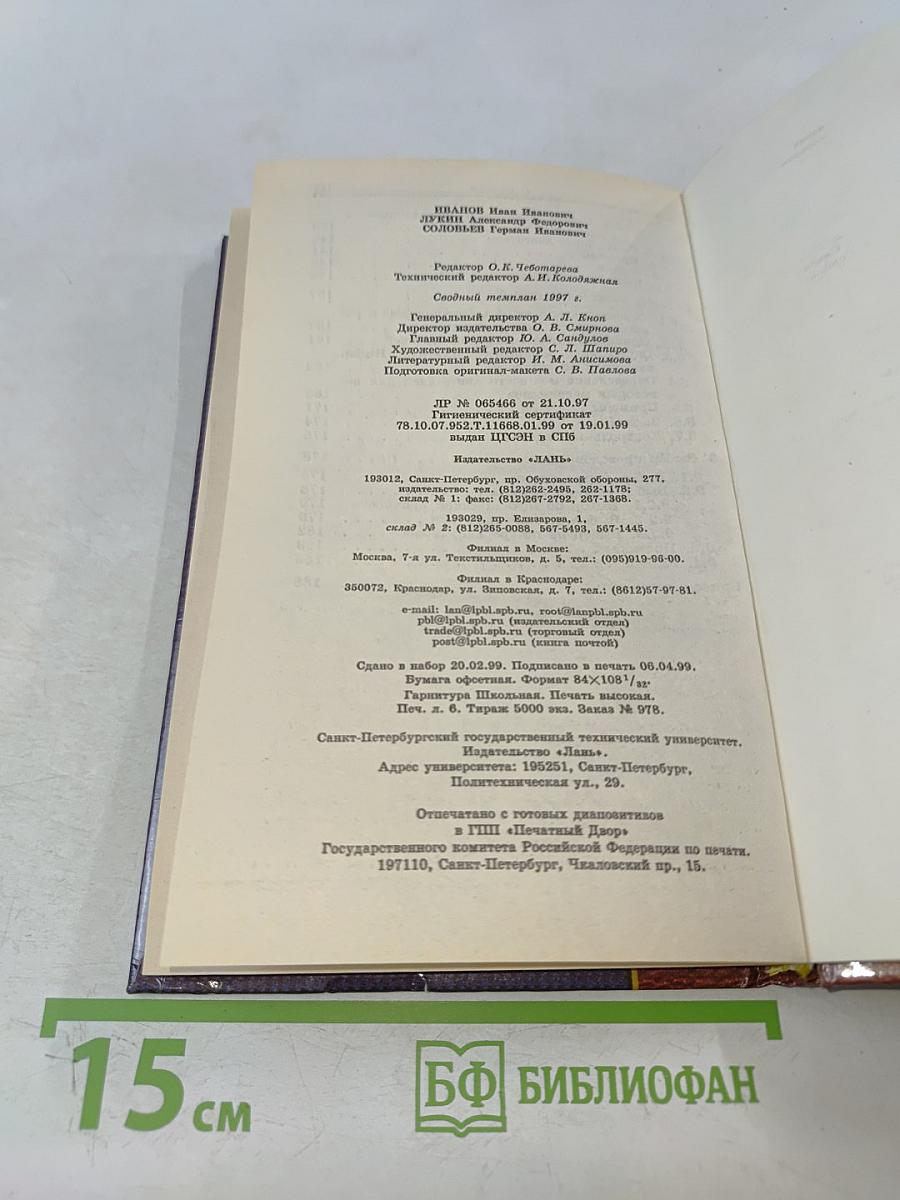 ИВАНОВ Иван Иванович
ЛУКИН Александр Федорович
СОЛОВЬЕВ Герман Иванович
Редактор О. К. Чеботарева
Технический редактор А. И. Колодяжная
Сводный темплан 1997 г.
Генеральный директор А. Л. Кноп
Директор издательства О. В. Смирнова
Главный редактор Ю. А. Сандулов
Художественный редактор С. Л. Шапиро
Литературный редактор И. М. Анисимова
Подготовка оригинал-макета С. В. Павлова
ЛР № 065466 от 21.10.97
Гигиенический сертификат
78.10.07.952.Т.11668.01.99 от 19.01.99
выдан ЦГСЭН в СПб
Издательство «ЛАНЬ»
193012, Санкт-Петербург, пр. Обуховской обороны, 277.
издательство: тел. (812)262-2495, 262-1178;
склад № 1: факс: (812)267-2792, 267-1368.
193029, пр. Елизарова, 1,
склад № 2: (812)265-0088, 567-5493, 567-1445.
Филиал в Москве:
Москва, 7-я ул. Текстильщиков, д. 5, тел.: (095)919-96-00.
Филиал в Краснодаре:
350072, Краснодар, ул. Зиповская, д. 7, тел.: (8612)57-97-81.
e-mail: lan@lpbl.spb.ru, root@lanpbl.spb.ru
pbl@lpbl.spb.ru (издательский отдел)
trade@lpbl.spb.ru (торговый отдел)
post@lpbl.spb.ru (книга почтой)
Сдано в набор 20.02.99. Подписано в печать 06.04.99.
Бумага офсетная. Формат 84×108 1/32.
Гарнитура Школьная. Печать высокая.
Печ. л. 6. Тираж 5000 экз. Заказ № 978.
Санкт-Петербургский государственный технический университет.
Издательство «Лань».
Адрес университета: 195251, Санкт-Петербург,
Политехническая ул., 29.
Отпечатано с готовых диапозитивов
в ГПП «Печатный Двор»
Государственного комитета Российской Федерации по печати.
197110, Санкт-Петербург, Чкаловский пр., 15.
15 см
БФ БИБЛИОФАН